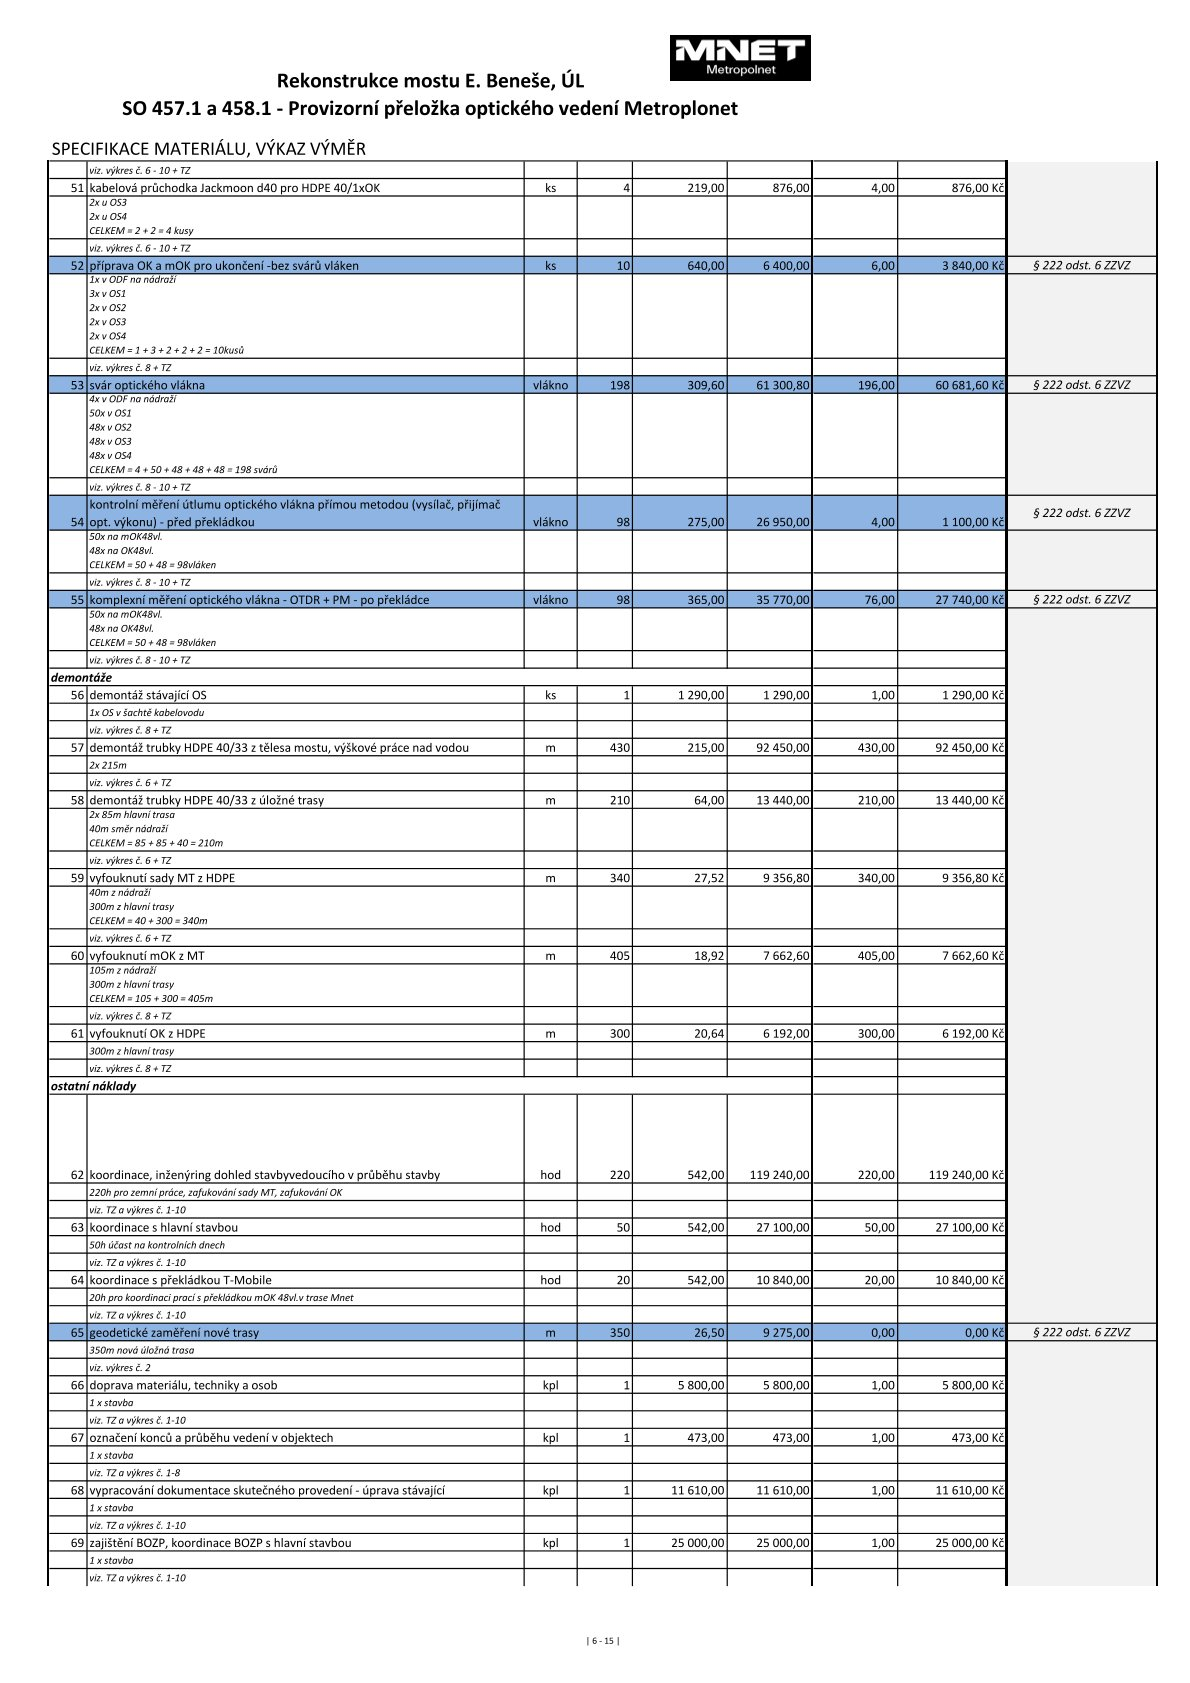 MNET
Metropolnet
Rekonstrukce mostu E. Beneše, ÚL
SO 457.1 a 458.1 - Provizorní přeložka optického vedení Metroplonet
SPECIFIKACE MATERIÁLU, VÝKAZ VÝMĚR
viz. výkres č. 6 - 10 + TZ
51 kabelová průchodka Jackmoon d40 pro HDPE 40/1xOK ks 4 219,00 876,00 4,00 876,00 Kč
2x u OS3
2x u OS4
CELKEM = 2 + 2 = 4 kusy
viz. výkres č. 6 - 10 + TZ
52 příprava OK a mOK pro ukončení -bez svárů vláken ks 10 640,00 6 400,00 6,00 3 840,00 Kč § 222 odst. 6 ZZVZ
1x v ODF na nádraží
3x v OS1
2x v OS2
2x v OS3
2x v OS4
CELKEM = 1 + 3 + 2 + 2 + 2 = 10kusů
viz. výkres č. 8 + TZ
53 svár optického vlákna vlákno 198 309,60 61 300,80 196,00 60 681,60 Kč § 222 odst. 6 ZZVZ
4x v ODF na nádraží
50x v OS1
48x v OS2
48x v OS3
48x v OS4
CELKEM = 4 + 50 + 48 + 48 + 48 = 198 svárů
viz. výkres č. 8 - 10 + TZ
kontrolní měření útlumu optického vlákna přímou metodou (vysílač, přijímač
54 opt. výkonu) - před překládkou vlákno 98 275,00 26 950,00 4,00 1 100,00 Kč § 222 odst. 6 ZZVZ
50x na mOK48vl.
48x na OK48vl.
CELKEM = 50 + 48 = 98vláken
viz. výkres č. 8 - 10 + TZ
55 komplexní měření optického vlákna - OTDR + PM - po překládce vlákno 98 365,00 35 770,00 76,00 27 740,00 Kč § 222 odst. 6 ZZVZ
50x na mOK48vl.
48x na OK48vl.
CELKEM = 50 + 48 = 98vláken
viz. výkres č. 8 - 10 + TZ
demontáže
56 demontáž stávající OS ks 1 1 290,00 1 290,00 1,00 1 290,00 Kč
1x OS v šachtě kabelovodu
viz. výkres č. 8 + TZ
57 demontáž trubky HDPE 40/33 z tělesa mostu, výškové práce nad vodou m 430 215,00 92 450,00 430,00 92 450,00 Kč
2x 215m
viz. výkres č. 6 + TZ
58 demontáž trubky HDPE 40/33 z úložné trasy m 210 64,00 13 440,00 210,00 13 440,00 Kč
2x 85m hlavní trasa
40m směr nádraží
CELKEM = 85 + 85 + 40 = 210m
viz. výkres č. 6 + TZ
59 vyfouknutí sady MT z HDPE m 340 27,52 9 356,80 340,00 9 356,80 Kč
40m z nádraží
300m z hlavní trasy
CELKEM = 40 + 300 = 340m
viz. výkres č. 6 + TZ
60 vyfouknutí mOK z MT m 405 18,92 7 662,60 405,00 7 662,60 Kč
105m z nádraží
300m z hlavní trasy
CELKEM = 105 + 300 = 405m
viz. výkres č. 8 + TZ
61 vyfouknutí OK z HDPE m 300 20,64 6 192,00 300,00 6 192,00 Kč
300m z hlavní trasy
viz. výkres č. 8 + TZ
ostatní náklady
62 koordinace, inženýring dohled stavbyvedoucího v průběhu stavby hod 220 542,00 119 240,00 220,00 119 240,00 Kč
220h pro zemní práce, zafukování sady MT, zafukování OK
viz. TZ a výkres č. 1-10
63 koordinace s hlavní stavbou hod 50 542,00 27 100,00 50,00 27 100,00 Kč
50h účast na kontrolních dnech
viz. TZ a výkres č. 1-10
64 koordinace s překládkou T-Mobile hod 20 542,00 10 840,00 20,00 10 840,00 Kč
20h pro koordinaci prací s překládkou mOK 48vl.v trase Mnet
viz. TZ a výkres č. 1-10
65 geodetické zaměření nové trasy m 350 26,50 9 275,00 0,00 0,00 Kč § 222 odst. 6 ZZVZ
350m nová úložná trasa
viz. výkres č. 2
66 doprava materiálu, techniky a osob kpl 1 5 800,00 5 800,00 1,00 5 800,00 Kč
1 x stavba
viz. TZ a výkres č. 1-10
67 označení konců a průběhu vedení v objektech kpl 1 473,00 473,00 1,00 473,00 Kč
1 x stavba
viz. TZ a výkres č. 1-8
68 vypracování dokumentace skutečného provedení - úprava stávající kpl 1 11 610,00 11 610,00 1,00 11 610,00 Kč
1 x stavba
viz. TZ a výkres č. 1-10
69 zajištění BOZP, koordinace BOZP s hlavní stavbou kpl 1 25 000,00 25 000,00 1,00 25 000,00 Kč
1 x stavba
viz. TZ a výkres č. 1-10
| 6 - 15 |